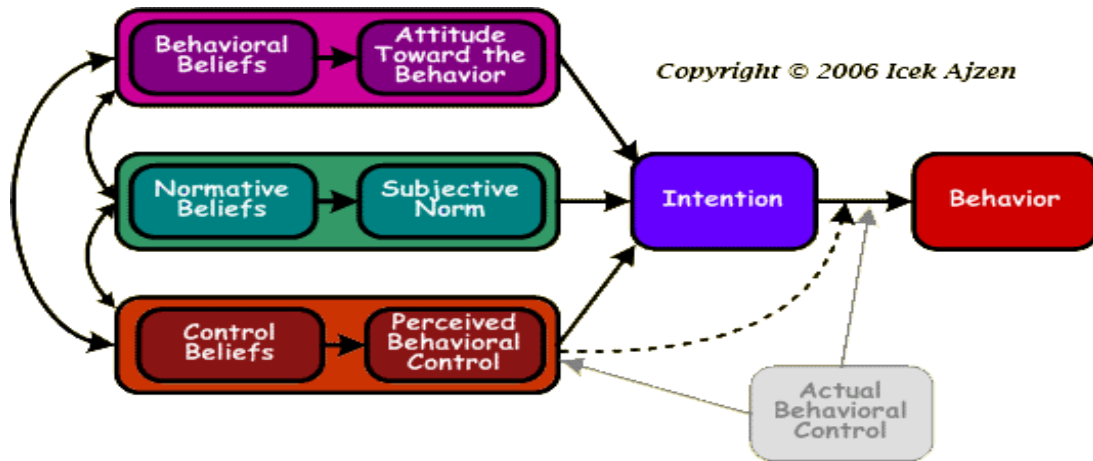 Behavioral
Beliefs
Attitude
Toward the
Behavior
Copyright © 2006 Icek Ajzen
Normative
Beliefs
Subjective
Norm
Intention
Behavior
Control
Beliefs
Perceived
Behavioral
Control
Actual
Behavioral
Control